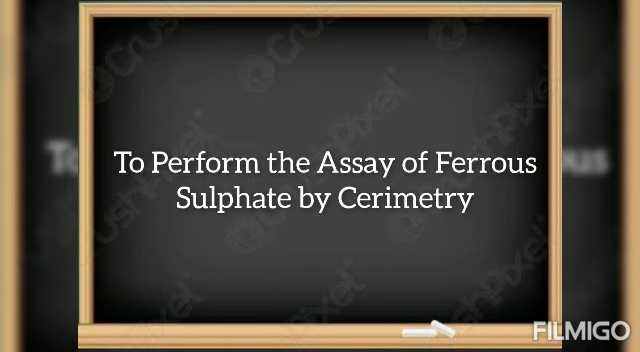 To Perform the Assay of Ferrous
Sulphate by Cerimetry
FILMIGO